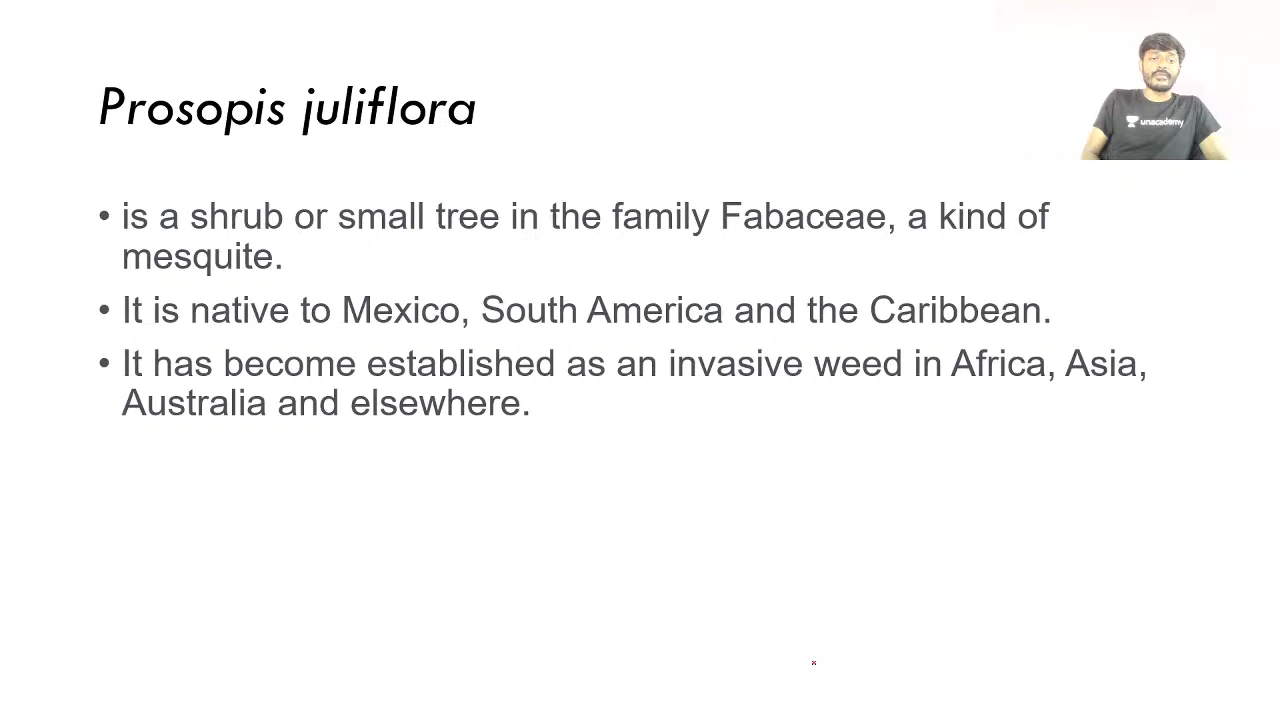 Prosopis juliflora
unacademy
• is a shrub or small tree in the family Fabaceae, a kind of
mesquite.
• It is native to Mexico, South America and the Caribbean.
• It has become established as an invasive weed in Africa, Asia,
Australia and elsewhere.